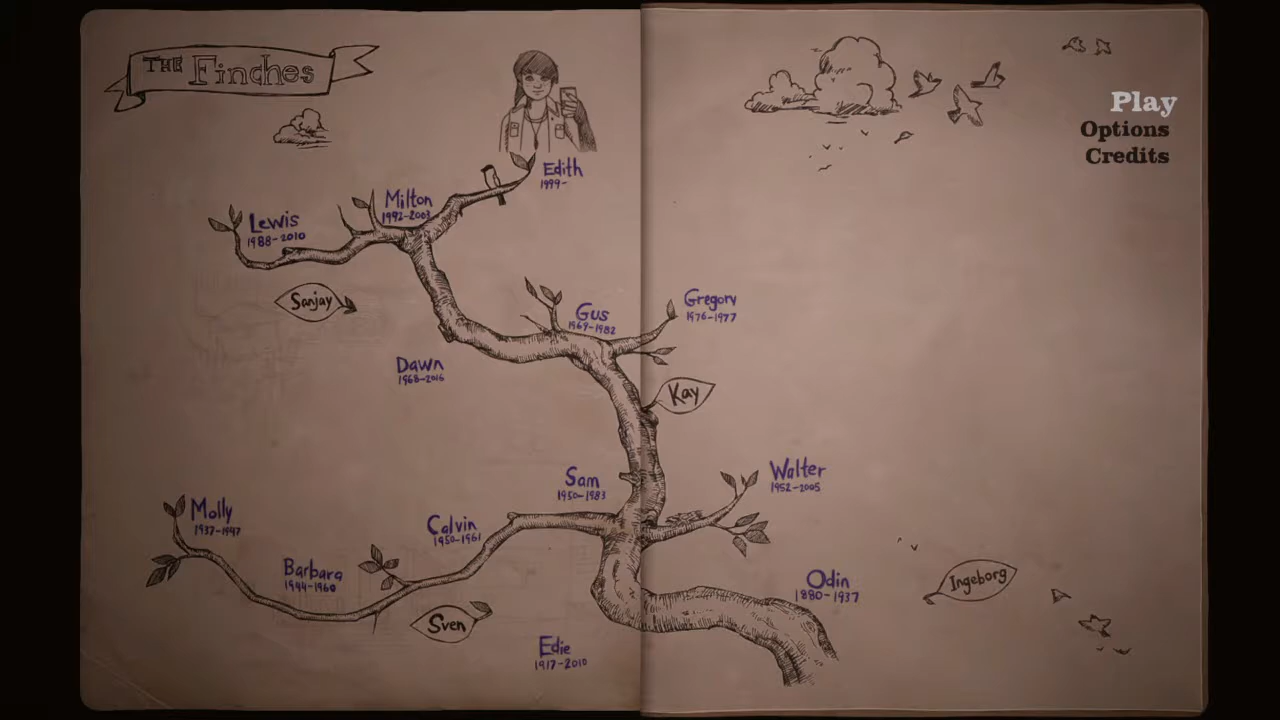 THE Finches
Play
Options
Credits
Edith
1999-
Milton
1992-2003
Lewis
1988-2010
Sanjay
Gus
1969-1982
Gregory
1976-1977
Dawn
1968-2016
Kay
Sam
1950-1983
Walter
1952-2005
Molly
1937-1947
Calvin
1950-1961
Barbara
1944-1960
Odin
1880-1937
Ingeborg
Sven
Edie
1917-2010